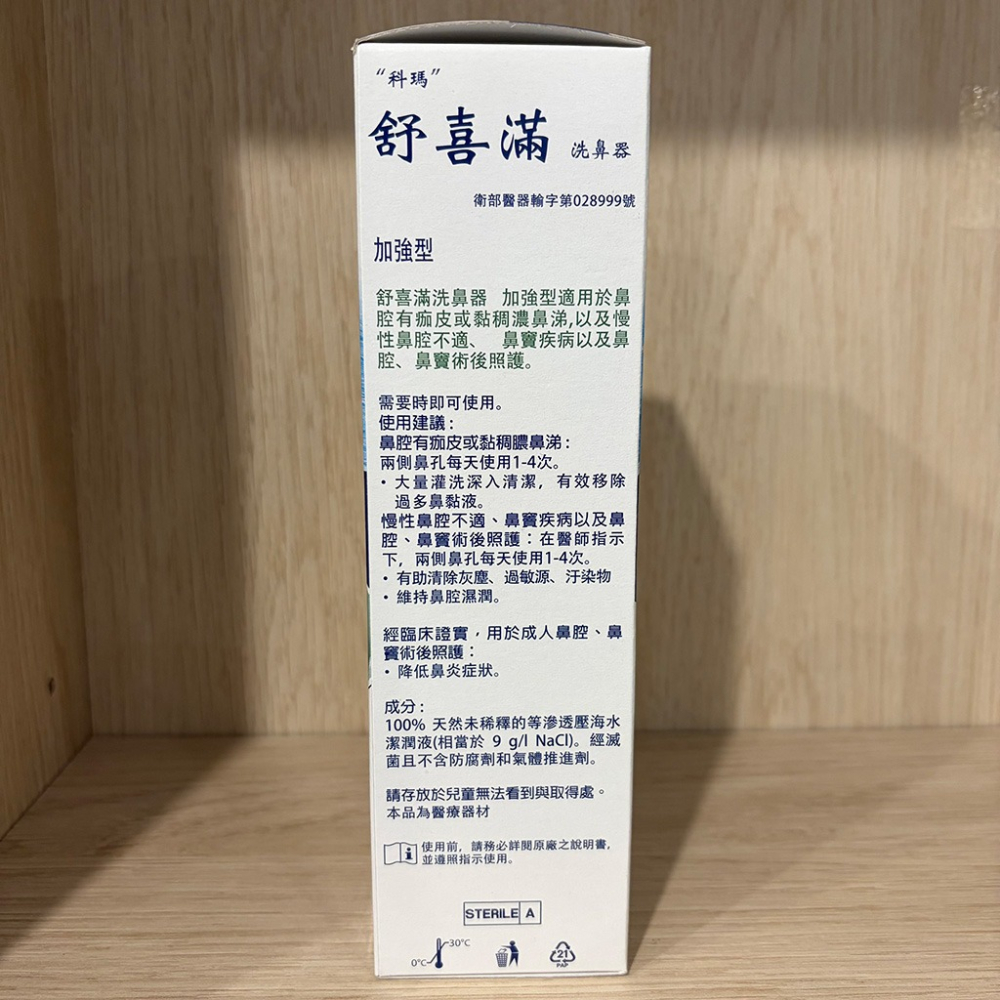 “科瑪”
舒喜滿 洗鼻器
衛部醫器輸字第028999號
加強型
舒喜滿洗鼻器 加強型適用於鼻
腔有痂皮或黏稠濃鼻涕,以及慢
性鼻腔不適、 鼻竇疾病以及鼻
腔、鼻竇術後照護。
需要時即可使用。
使用建議：
鼻腔有痂皮或黏稠膿鼻涕：
兩側鼻孔每天使用1-4次。
・大量灌洗深入清潔，有效移除
過多鼻黏液。
慢性鼻腔不適、鼻竇疾病以及鼻
腔、鼻竇術後照護：在醫師指示
下，兩側鼻孔每天使用1-4次。
・有助清除灰塵、過敏源、汙染物
・維持鼻腔濕潤。
經臨床證實，用於成人鼻腔、鼻
竇術後照護：
・降低鼻炎症狀。
成分：
100% 天然未稀釋的等滲透壓海水
潔潤液(相當於 9 g/l NaCl)。經滅
菌且不含防腐劑和氣體推進劑。
請存放於兒童無法看到與取得處。
本品為醫療器材
使用前，請務必詳閱原廠之說明書，
並遵照指示使用。
STERILE A
30°C
0°C
21
PAP